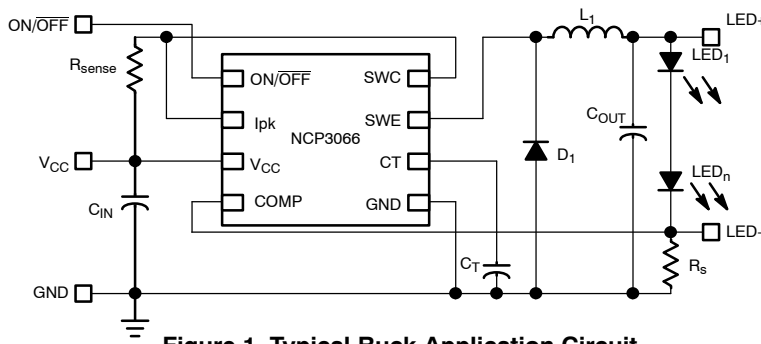 ON/OFF
L1
LED+
Rsense
LED1
ON/OFF
SWC
Ipk
SWE
COUT
NCP3066
VCC
VCC
CT
D1
LEDn
CIN
COMP
GND
LED-
CT
Rs
GND
Figure 1. Typical Buck Application Circuit